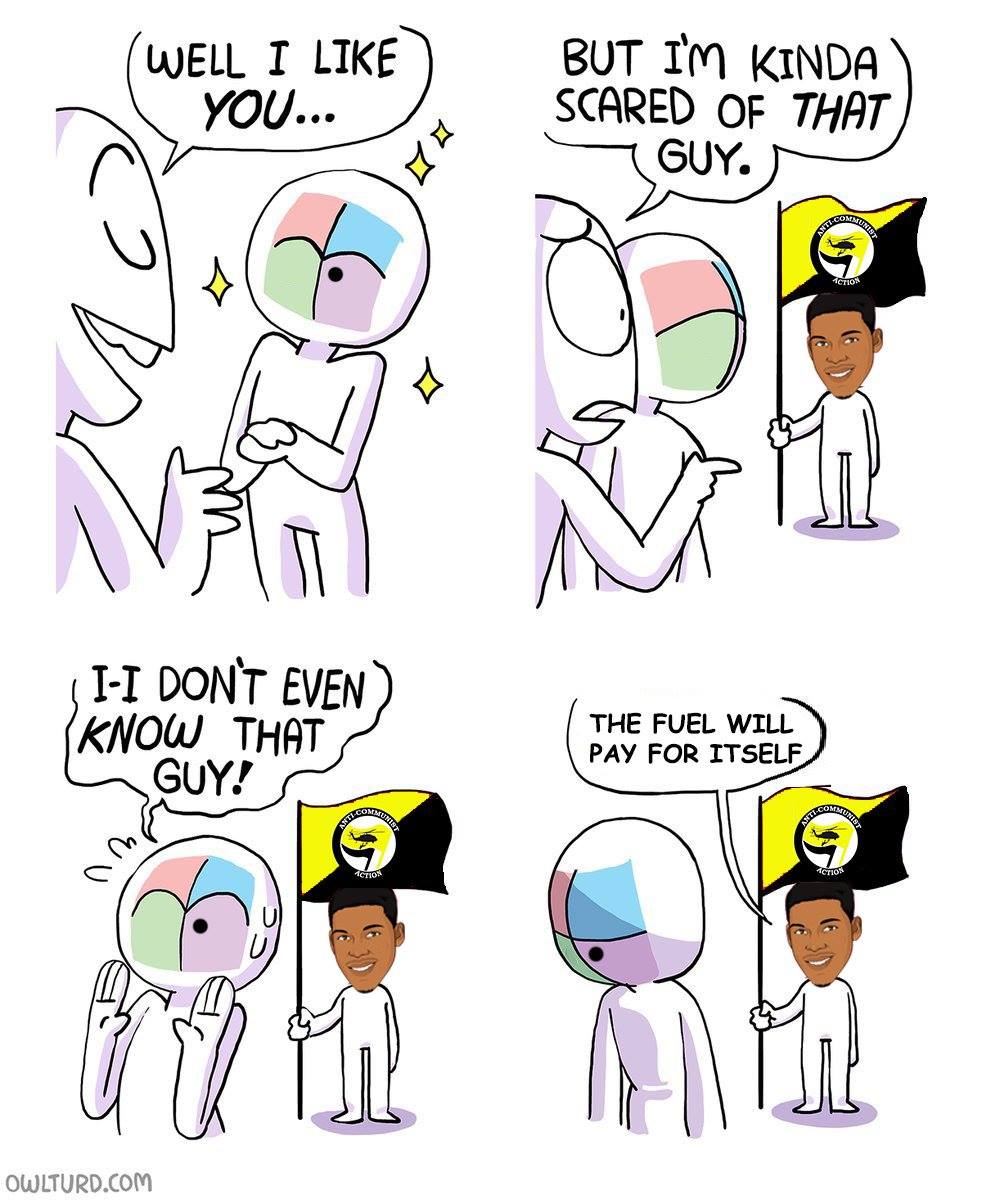 WELL I LIKE
YOU...
BUT I'M KINDA
SCARED OF THAT
GUY.
ANTI-COMMUNIST
ACTION
I-I DON'T EVEN
KNOW THAT
GUY!
ANTI-COMMUNIST
ACTION
THE FUEL WILL
PAY FOR ITSELF
ANTI-COMMUNIST
ACTION
OWLTURD.COM